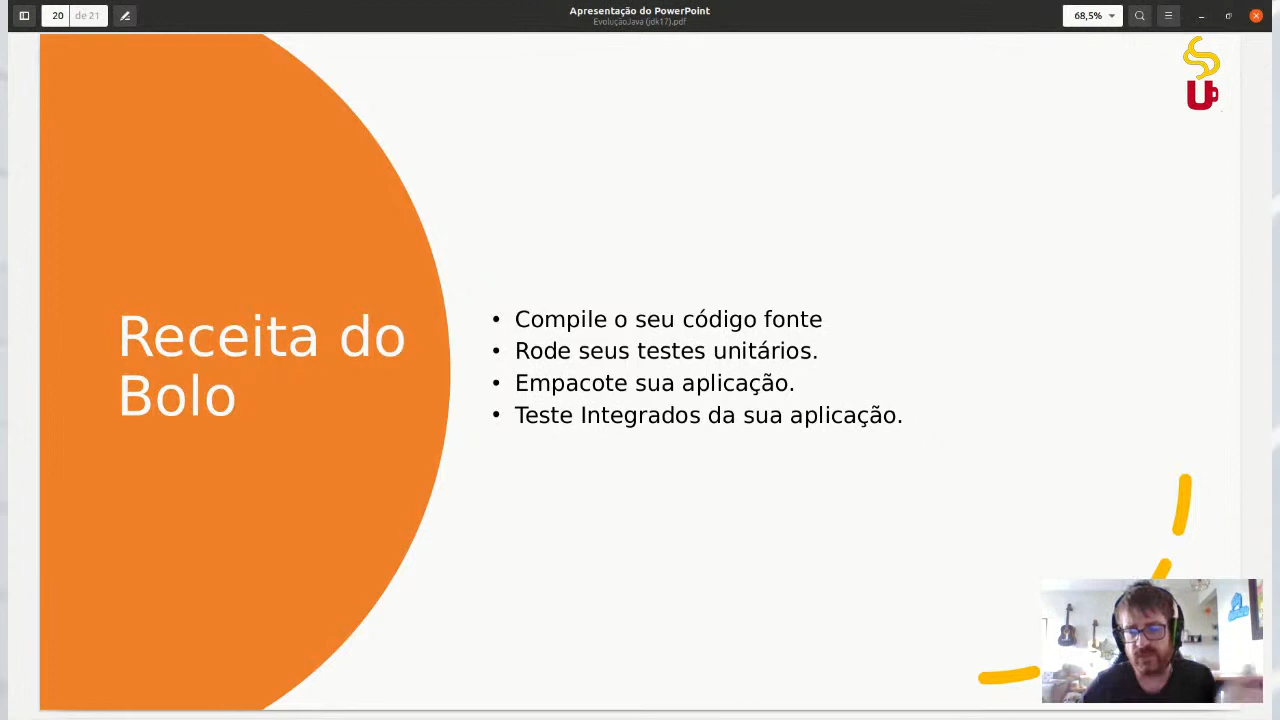 20
de 21
Apresentação do PowerPoint
EvoluçãoJava (jdk17).pdf
68,5%
Receita do
Bolo
• Compile o seu código fonte
• Rode seus testes unitários.
• Empacote sua aplicação.
• Teste Integrados da sua aplicação.